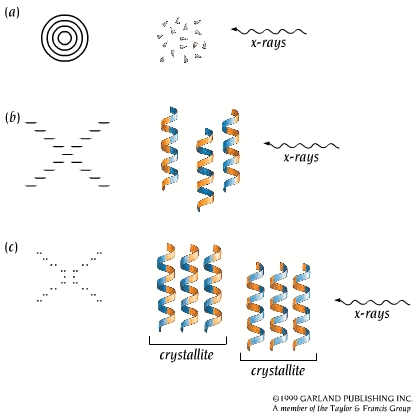 (a)
x-rays
(b)
x-rays
(c)
x-rays
crystallite
crystallite
©1999 GARLAND PUBLISHING INC.
A member of the Taylor & Francis Group